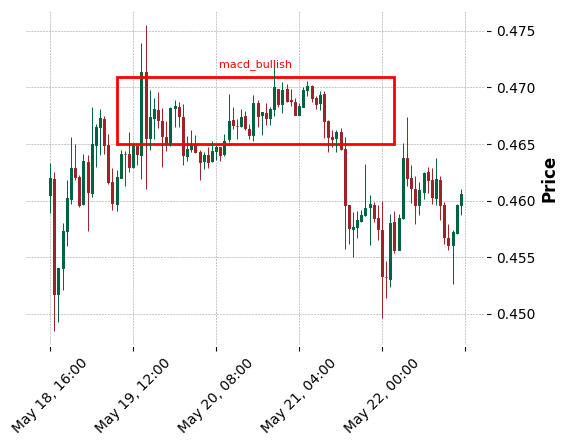 macd_bullish
0.475
0.470
0.465
0.460
0.455
0.450
Price
May 18, 16:00
May 19, 12:00
May 20, 08:00
May 21, 04:00
May 22, 00:00